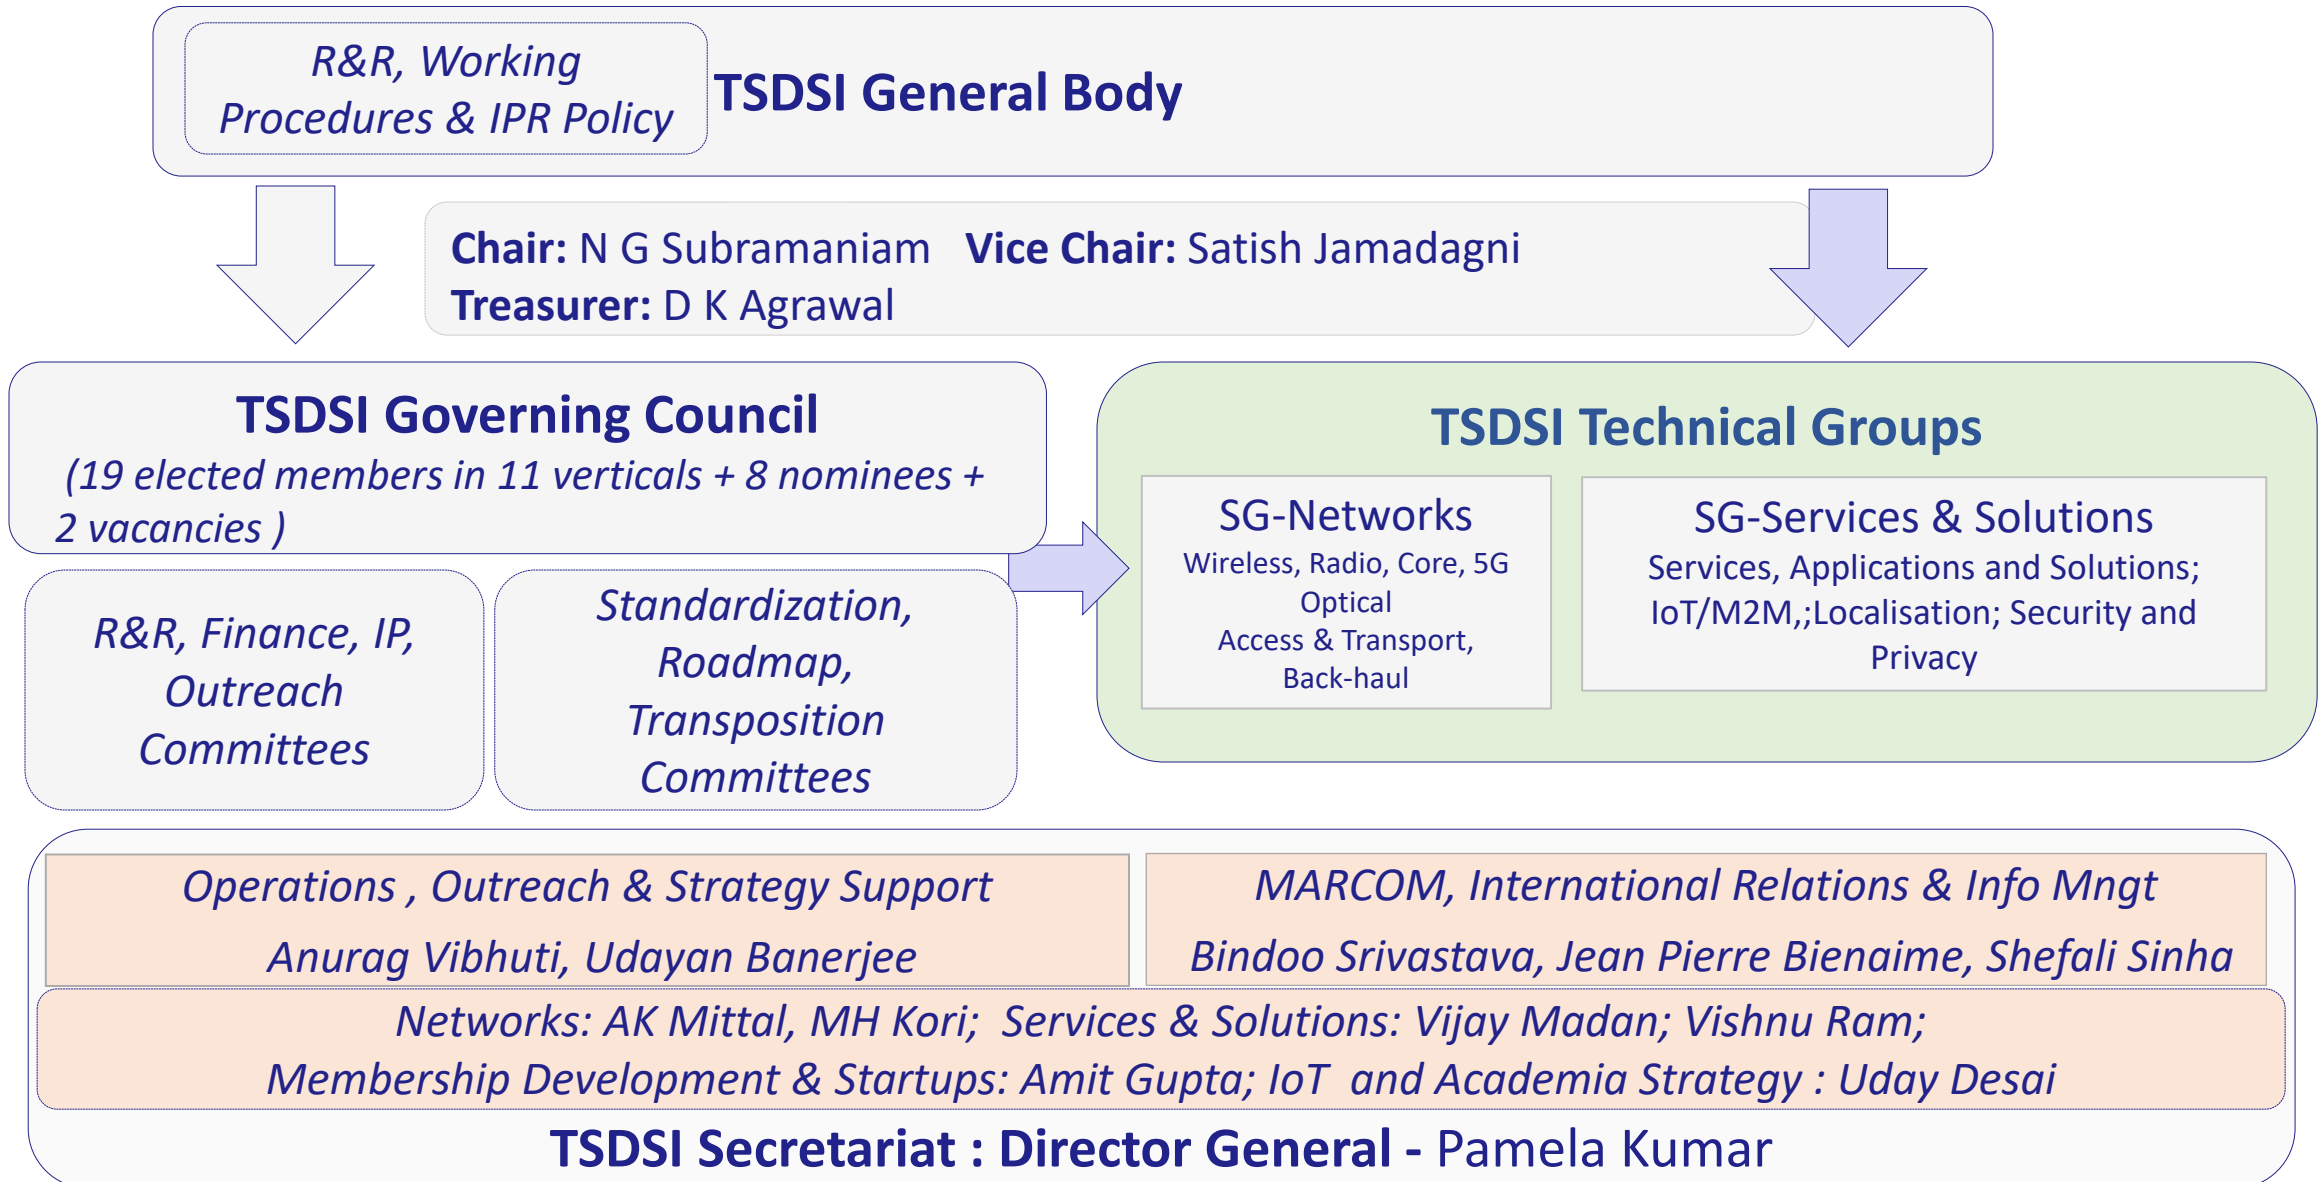 R&R, Working
Procedures & IPR Policy
TSDSI General Body
Chair: N G Subramaniam Vice Chair: Satish Jamadagni
Treasurer: D K Agrawal
TSDSI Governing Council
(19 elected members in 11 verticals + 8 nominees +
2 vacancies )
R&R, Finance, IP,
Outreach
Committees
Standardization,
Roadmap,
Transposition
Committees
TSDSI Technical Groups
SG-Networks
Wireless, Radio, Core, 5G
Optical
Access & Transport,
Back-haul
SG-Services & Solutions
Services, Applications and Solutions;
IoT/M2M,;Localisation; Security and
Privacy
Operations , Outreach & Strategy Support
Anurag Vibhuti, Udayan Banerjee
MARCOM, International Relations & Info Mngt
Bindoo Srivastava, Jean Pierre Bienaime, Shefali Sinha
Networks: AK Mittal, MH Kori; Services & Solutions: Vijay Madan; Vishnu Ram;
Membership Development & Startups: Amit Gupta; IoT and Academia Strategy : Uday Desai
TSDSI Secretariat : Director General - Pamela Kumar